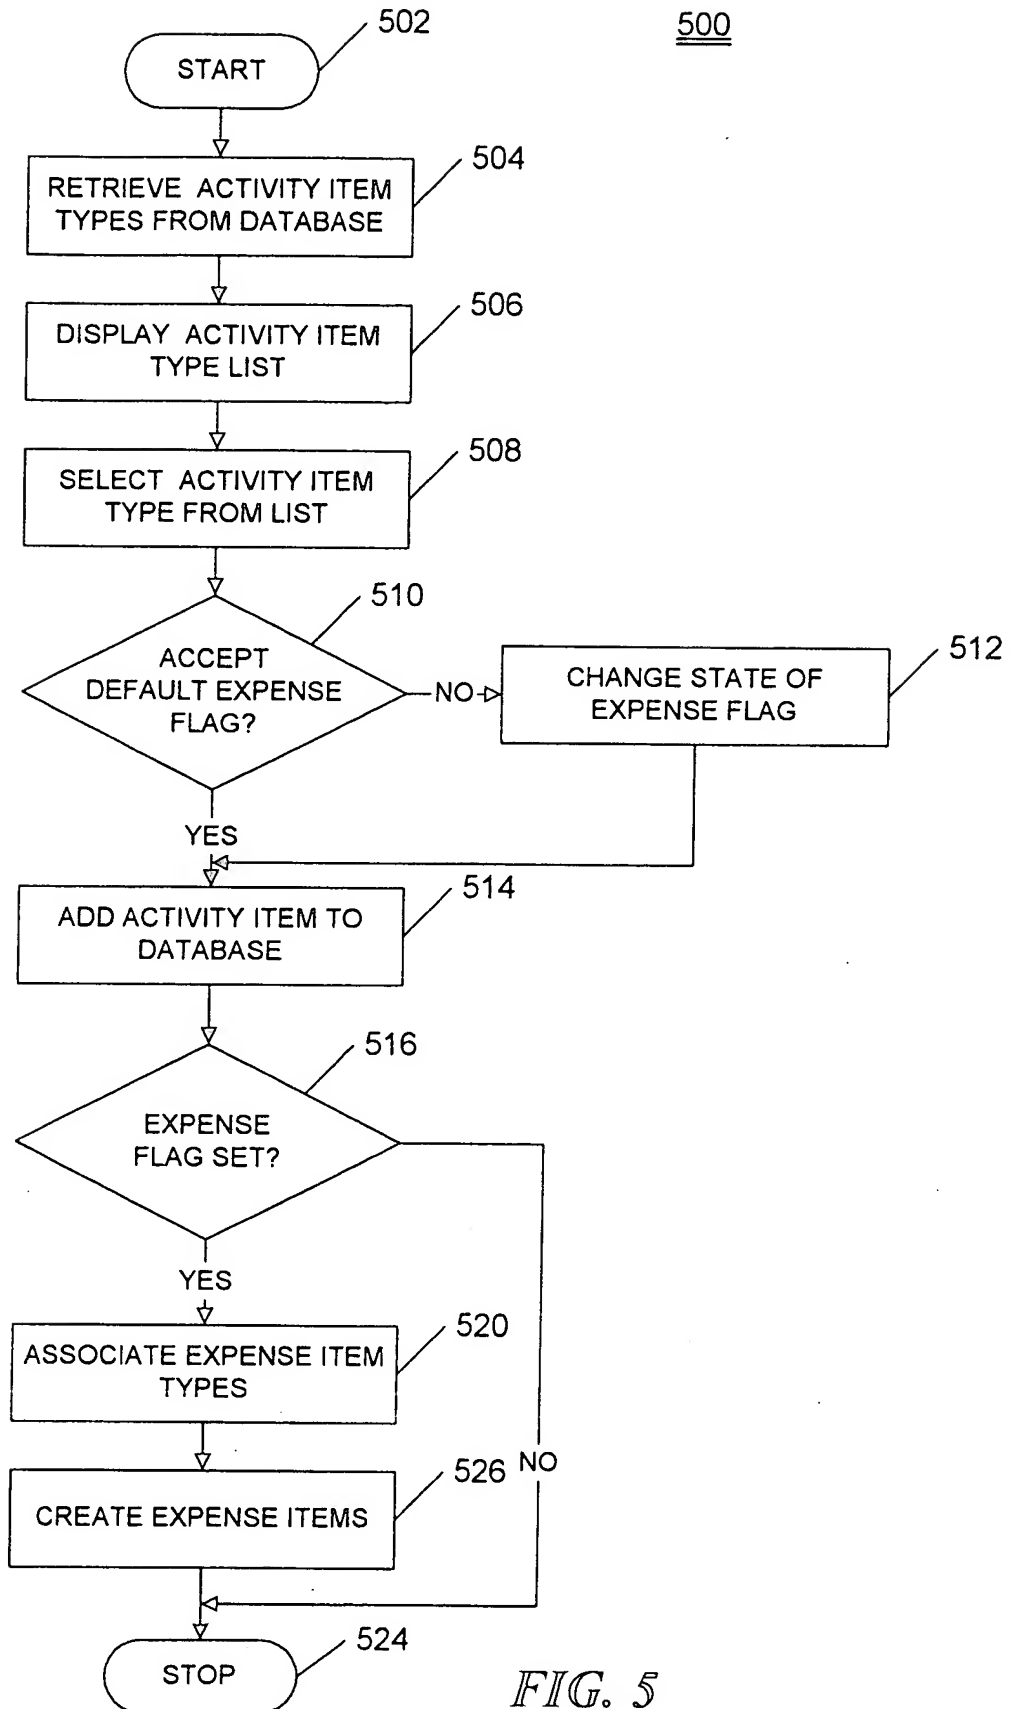 500
502
START
504
RETRIEVE ACTIVITY ITEM
TYPES FROM DATABASE
506
DISPLAY ACTIVITY ITEM
TYPE LIST
508
SELECT ACTIVITY ITEM
TYPE FROM LIST
510
ACCEPT
DEFAULT EXPENSE
FLAG?
NO
512
CHANGE STATE OF
EXPENSE FLAG
YES
514
ADD ACTIVITY ITEM TO
DATABASE
516
EXPENSE
FLAG SET?
YES
520
ASSOCIATE EXPENSE ITEM
TYPES
526
NO
CREATE EXPENSE ITEMS
524
STOP
FIG. 5